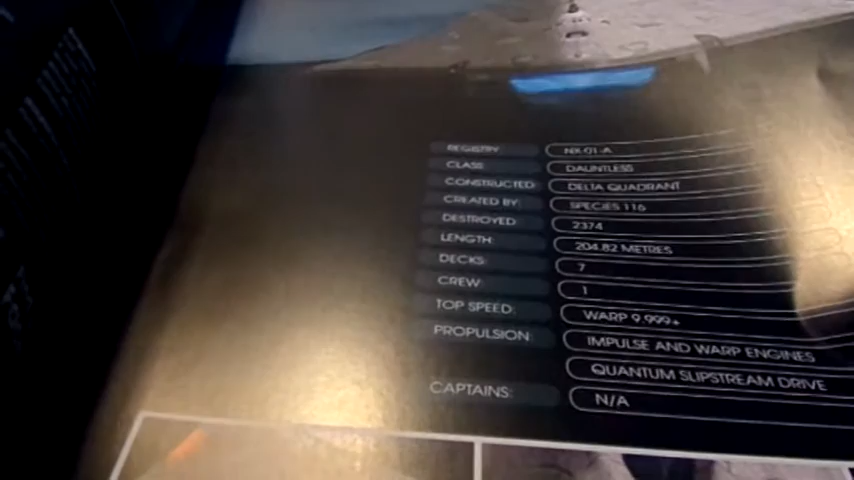 REGISTRY NX-01-A
CLASS DAUNTLESS
CONSTRUCTED DELTA QUADRANT
CREATED BY SPECIES 116
DESTROYED 2374
LENGTH 204.82 METRES
DECKS 7
CREW 1
TOP SPEED: WARP 9.999+
PROPULSION IMPULSE AND WARP ENGINES
QUANTUM SLIPSTREAM DRIVE
CAPTAINS: N/A